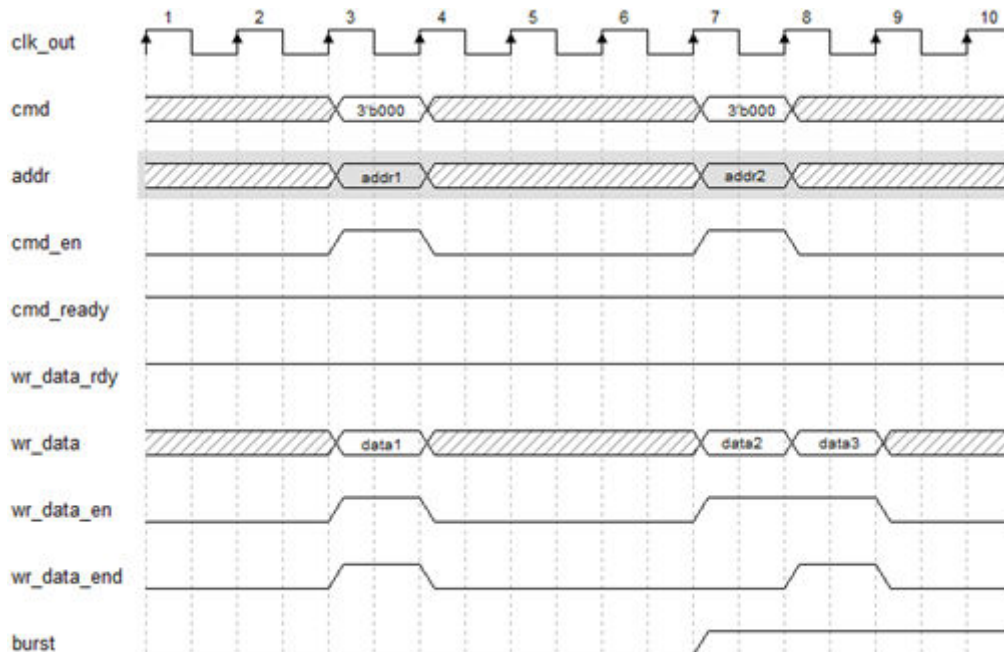 1 2 3 4 5 6 7 8 9 10
clk_out
cmd 3'b000 3'b000
addr addr1 addr2
cmd_en
cmd_ready
wr_data_rdy
wr_data data1 data2 data3
wr_data_en
wr_data_end
burst